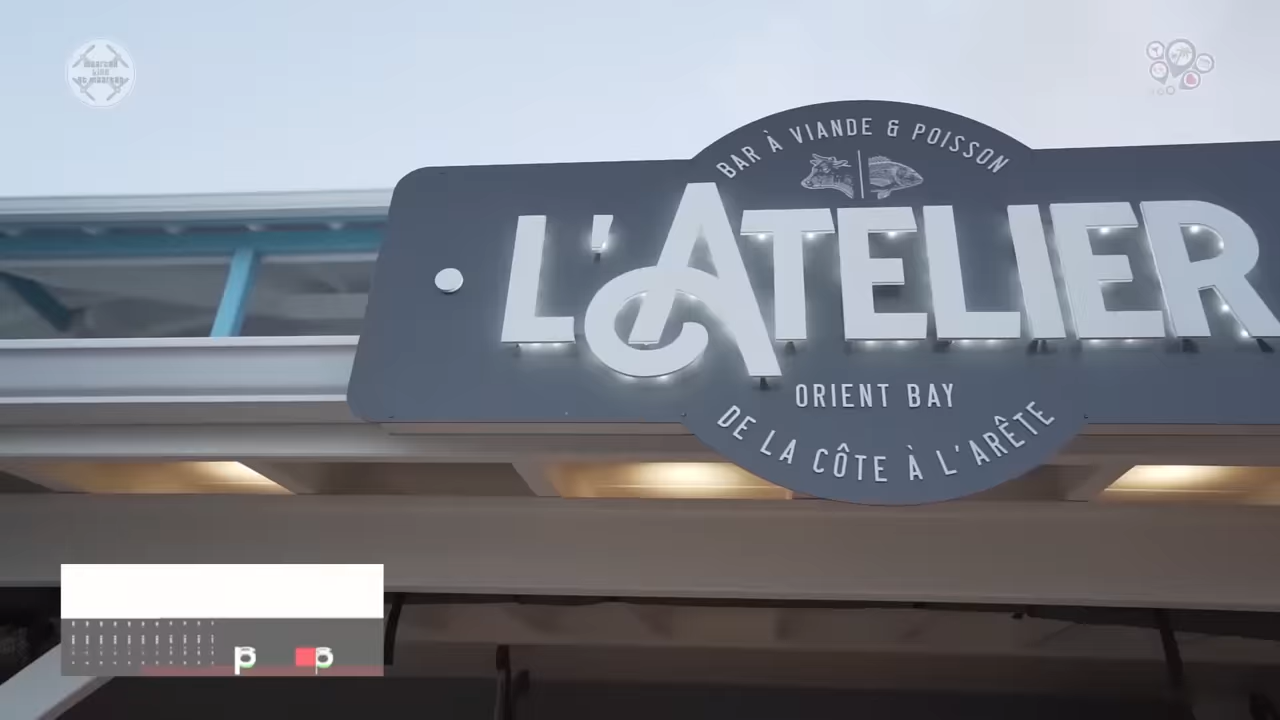 BAR À VIANDE & POISSON
L'ATELIER
ORIENT BAY
DE LA CÔTE À L'ARÊTE